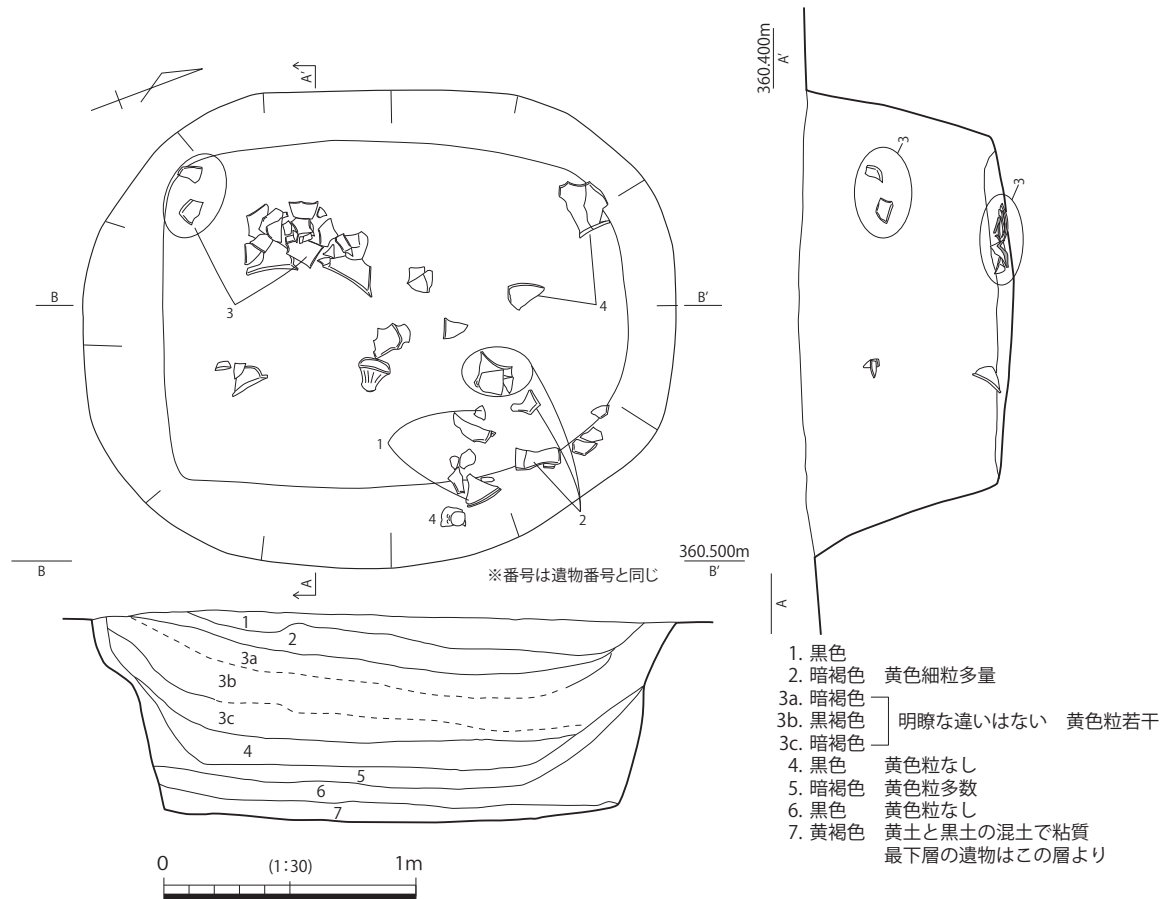 A'
B
B'
3
4
1
4
2
360.500m
B
B'
※番号は遺物番号と同じ
A
360.400m
A'
3
3
A
1
2
3a
3b
3c
4
5
6
7
1. 黒色
2. 暗褐色 黄色細粒多量
3a. 暗褐色
3b. 黒褐色 明瞭な違いはない 黄色粒若干
3c. 暗褐色
4. 黒色 黄色粒なし
5. 暗褐色 黄色粒多数
6. 黒色 黄色粒なし
7. 黄褐色 黄土と黒土の混土で粘質
最下層の遺物はこの層より
0 (1:30) 1m